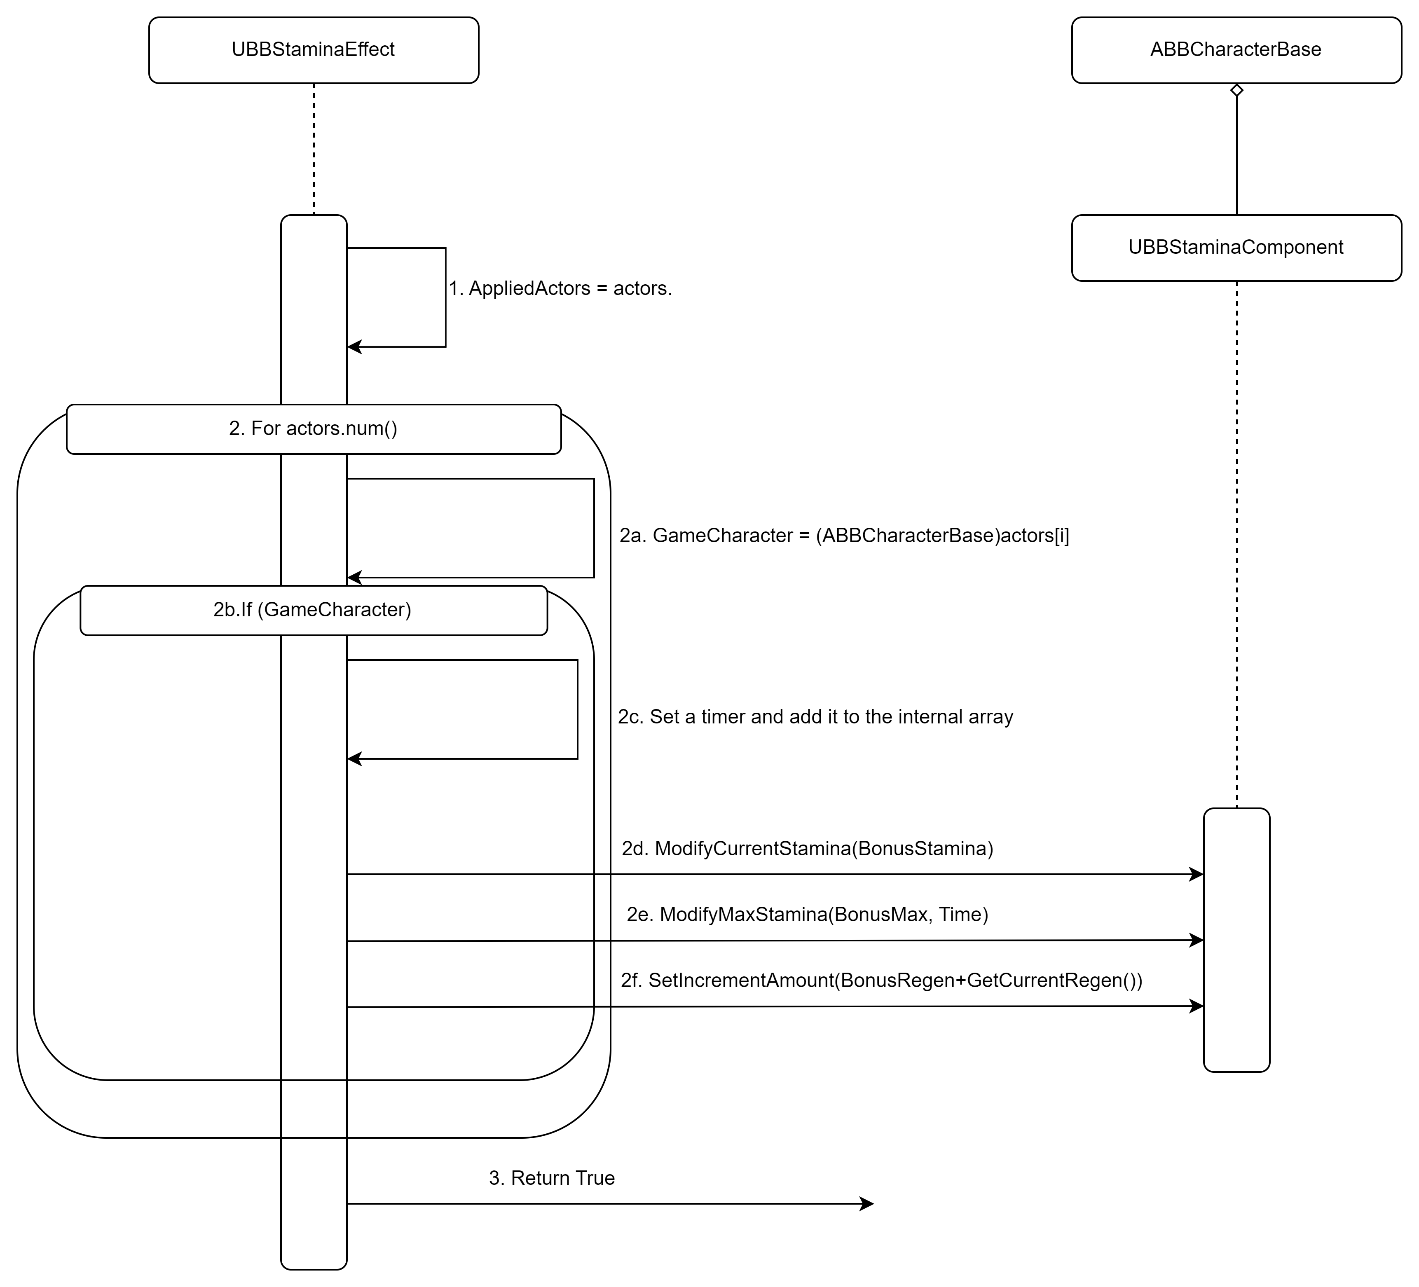 UBBStaminaEffect
ABBCharacterBase
UBBStaminaComponent
1. AppliedActors = actors.
2. For actors.num()
2a. GameCharacter = (ABBCharacterBase)actors[i]
2b.If (GameCharacter)
2c. Set a timer and add it to the internal array
2d. ModifyCurrentStamina(BonusStamina)
2e. ModifyMaxStamina(BonusMax, Time)
2f. SetIncrementAmount(BonusRegen+GetCurrentRegen())
3. Return True